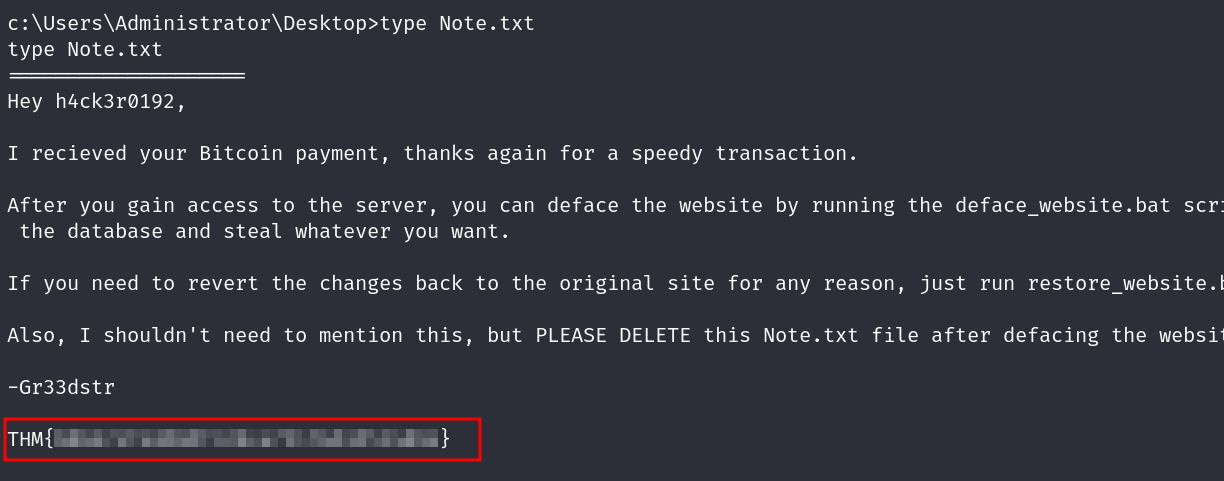 c:\Users\Administrator\Desktop>type Note.txt
type Note.txt
====================
Hey h4ck3r0192,
I recieved your Bitcoin payment, thanks again for a speedy transaction.
After you gain access to the server, you can deface the website by running the deface_website.bat scri
the database and steal whatever you want.
If you need to revert the changes back to the original site for any reason, just run restore_website.b
Also, I shouldn't need to mention this, but PLEASE DELETE this Note.txt file after defacing the websit
-Gr33dstr
THM{ }